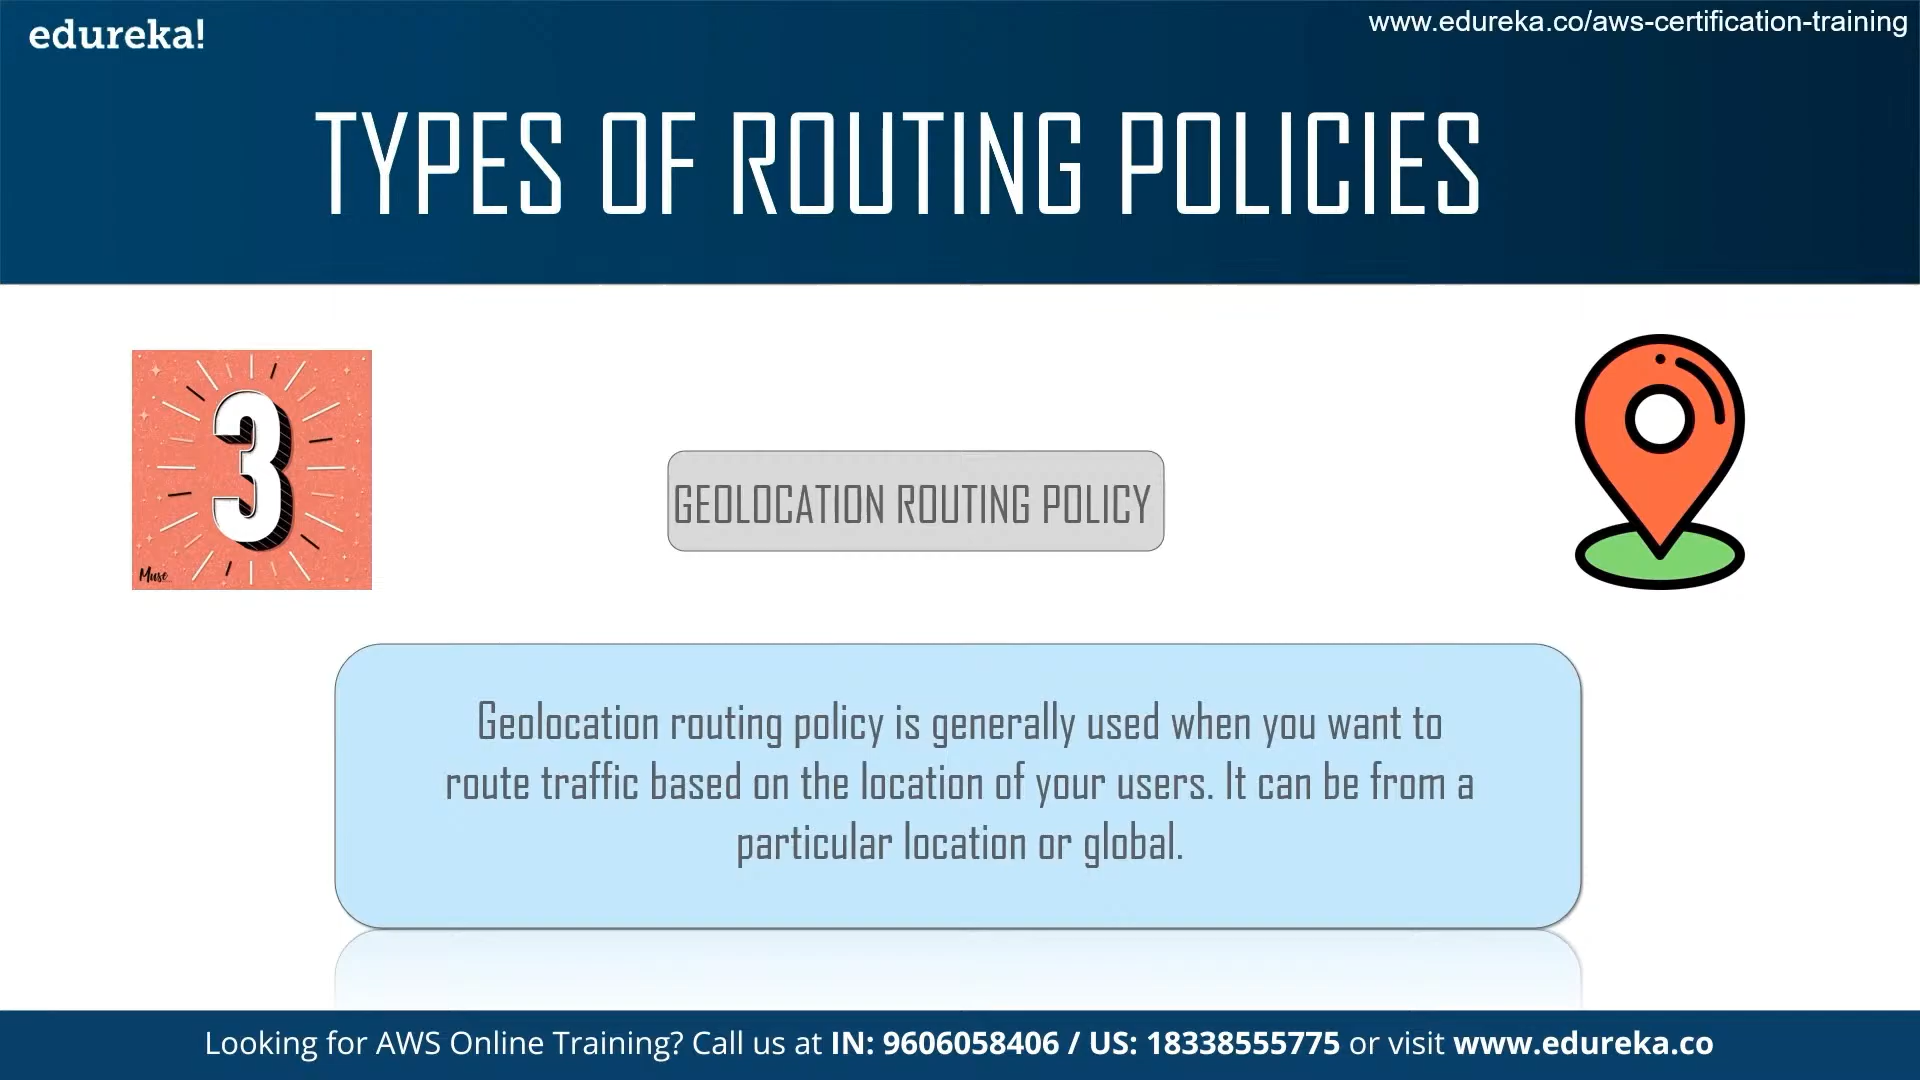 edureka!
www.edureka.co/aws-certification-training
TYPES OF ROUTING POLICIES
3
Muse
GEOLOCATION ROUTING POLICY
Geolocation routing policy is generally used when you want to
route traffic based on the location of your users. It can be from a
particular location or global.
Looking for AWS Online Training? Call us at IN: 9606058406 / US: 18338555775 or visit www.edureka.co